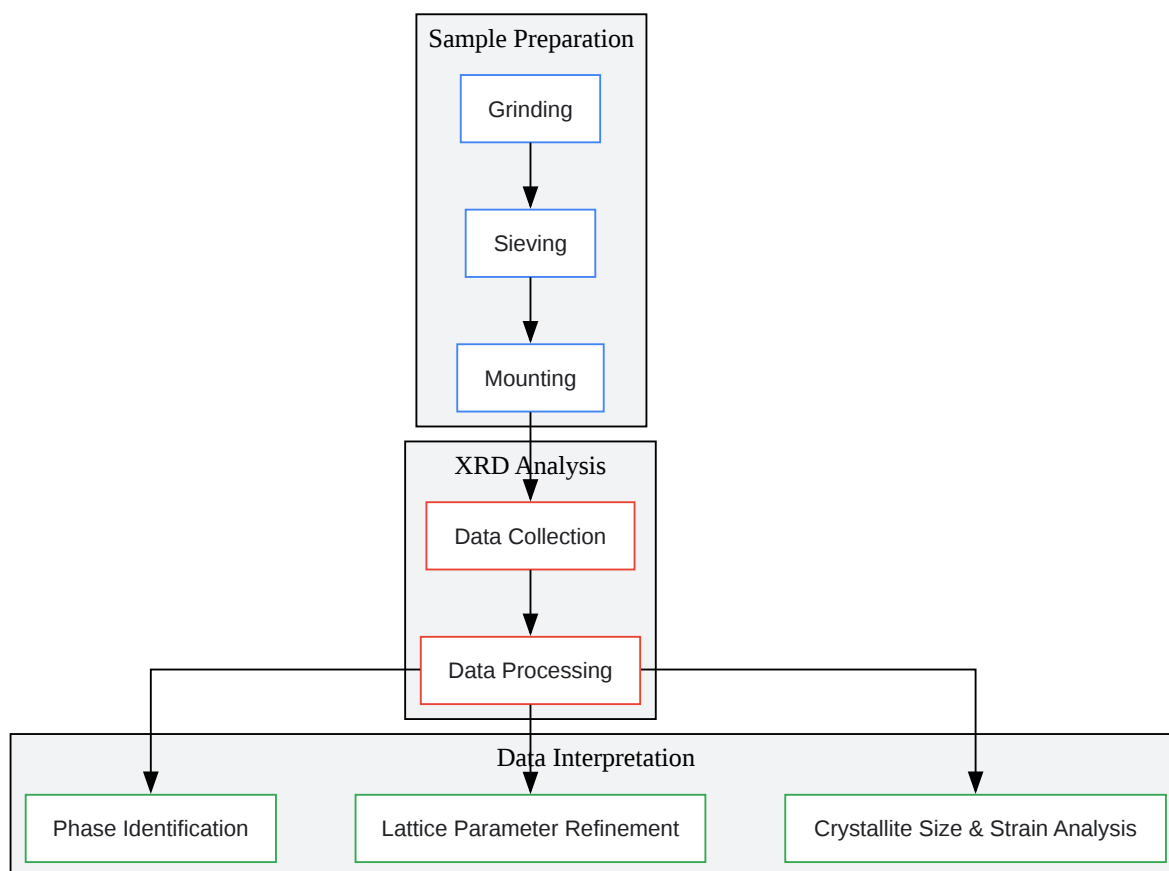 Sample Preparation
Grinding
Sieving
Mounting
XRD Analysis
Data Collection
Data Processing
Data Interpretation
Phase Identification
Lattice Parameter Refinement
Crystallite Size & Strain Analysis